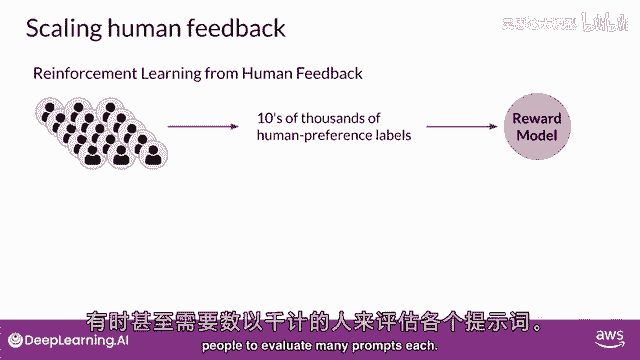 Scaling human feedback
Reinforcement Learning from Human Feedback
10's of thousands of
human-preference labels
Reward
Model
有时甚至需要数以千计的人来评估各个提示词。
people to evaluate many prompts each.
DeepLearning.AI
aws